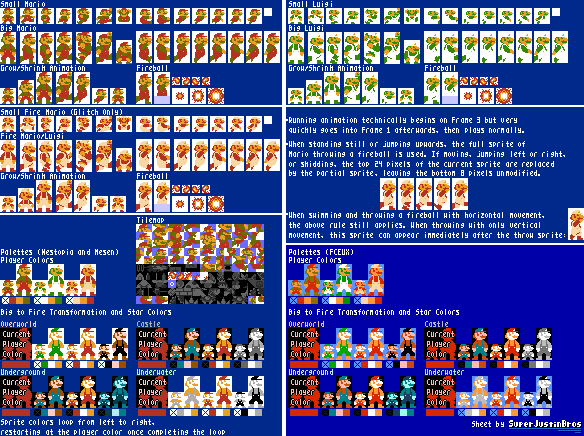 Small Mario
Small Luigi
Big Mario
Big Luigi
Grow/Shrink Animation
Fireball
Grow/Shrink Animation
Fireball
Small Fire Mario (Glitch Only)
Fire Mario/Luigi
Grow/Shrink Animation
Fireball
Running animation technically begins on Frame 3 but very
quickly goes into Frame 1 afterwards, then plays normally.
When standing still or jumping upwards, the full sprite of
Mario throwing a fireball is used. If moving, jumping left or right,
or skidding, the top 24 pixels of the current sprite are replaced
by the partial sprite, leaving the bottom 8 pixels unmodified.
When swimming and throwing a fireball with horizontal movement,
the above rule still applies. When throwing with only vertical
movement, this sprite can appear immediately after the throw sprite:
Tilemap
Palettes (Nestopia and Mesen)
Player Colors
Big to Fire Transformation and Star Colors
Overworld
Castle
Current
Player
Color
Current
Player
Color
Underground
Underwater
Current
Player
Color
Current
Player
Color
Sprite colors loop from left to right,
restarting at the player color once completing the loop
Palettes (FCEUX)
Player Colors
Big to Fire Transformation and Star Colors
Overworld
Castle
Current
Player
Color
Current
Player
Color
Underground
Underwater
Current
Player
Color
Current
Player
Color
Sheet by SuperJustinBros